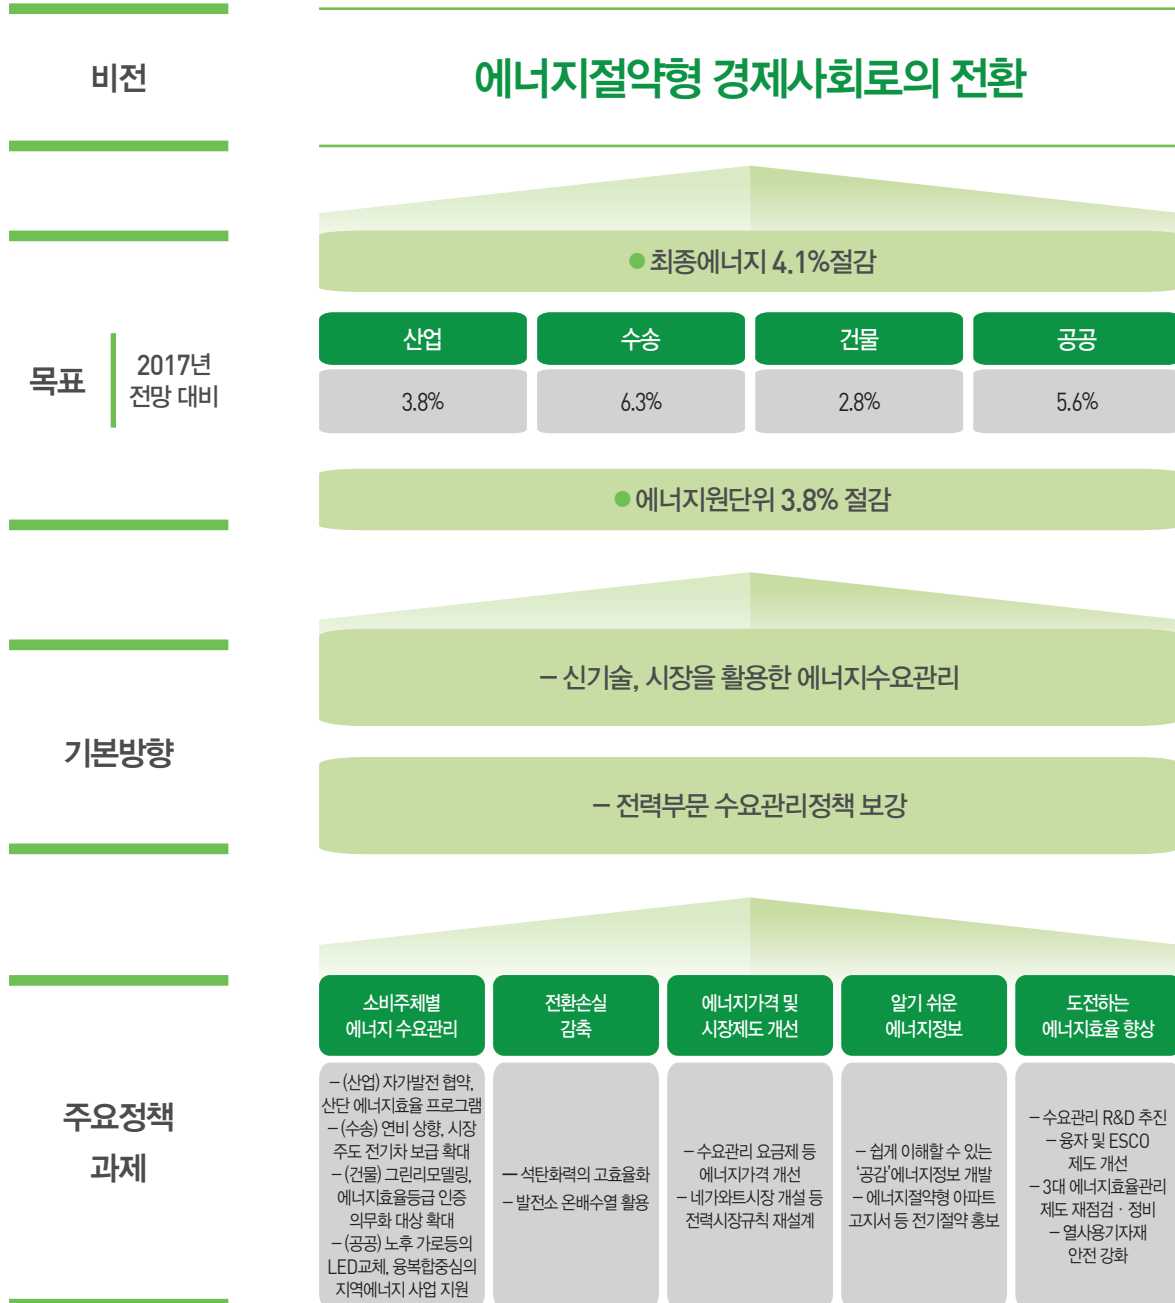 비전
에너지절약형 경제사회로의 전환
목표
2017년
전망 대비
● 최종에너지 4.1%절감
산업
수송
건물
공공
3.8%
6.3%
2.8%
5.6%
● 에너지원단위 3.8% 절감
기본방향
– 신기술, 시장을 활용한 에너지수요관리
– 전력부문 수요관리정책 보강
주요정책
과제
소비주체별
에너지 수요관리
– (산업) 자가발전 협약,
산단 에너지효율 프로그램
– (수송) 연비 상향, 시장
주도 전기차 보급 확대
– (건물) 그린리모델링,
에너지효율등급 인증
의무화 대상 확대
– (공공) 노후 가로등의
LED교체, 융복합중심의
지역에너지 사업 지원
전환손실
감축
– 석탄화력의 고효율화
– 발전소 온배수열 활용
에너지가격 및
시장제도 개선
– 수요관리 요금제 등
에너지가격 개선
– 네가와트시장 개설 등
전력시장규칙 재설계
알기 쉬운
에너지정보
– 쉽게 이해할 수 있는
‘공감’에너지정보 개발
– 에너지절약형 아파트
고지서 등 전기절약 홍보
도전하는
에너지효율 향상
– 수요관리 R&D 추진
– 융자 및 ESCO
제도 개선
– 3대 에너지효율관리
제도 재점검 · 정비
– 열사용기자재
안전 강화